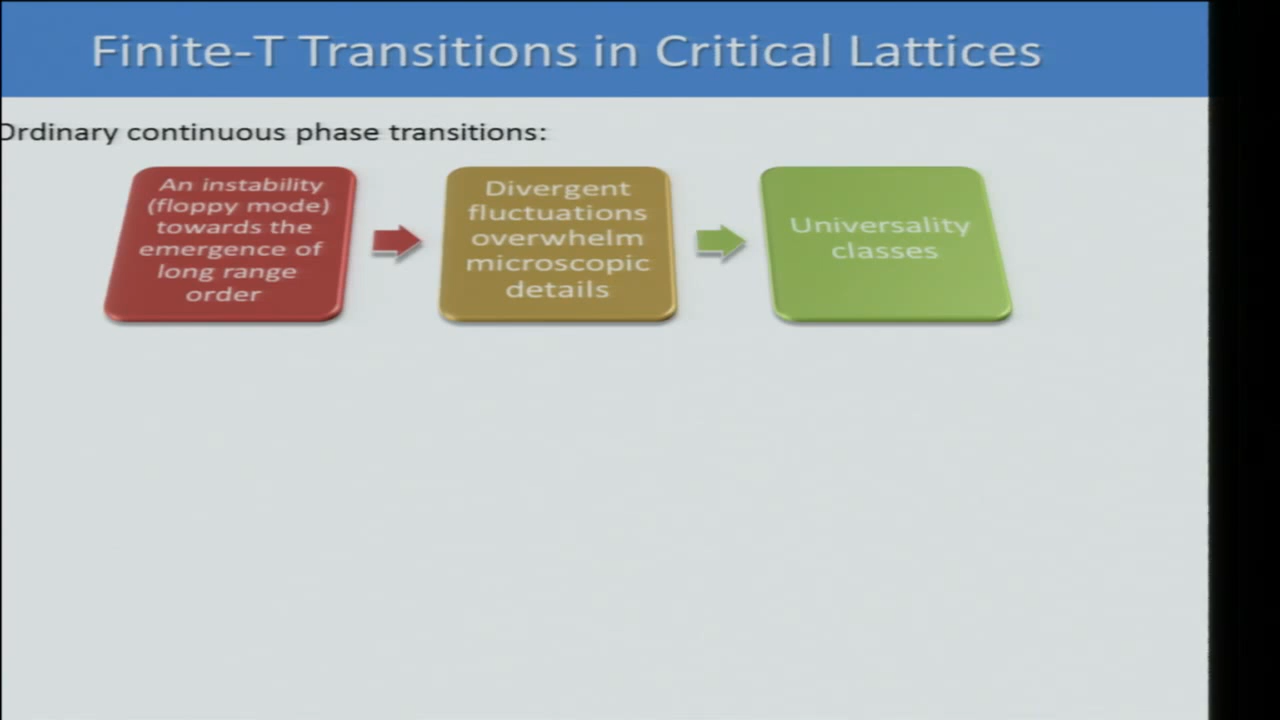 Finite-T Transitions in Critical Lattices
Ordinary continuous phase transitions:
An instability
(floppy mode)
towards the
emergence of
long range
order
Divergent
fluctuations
overwhelm
microscopic
details
Universality
classes